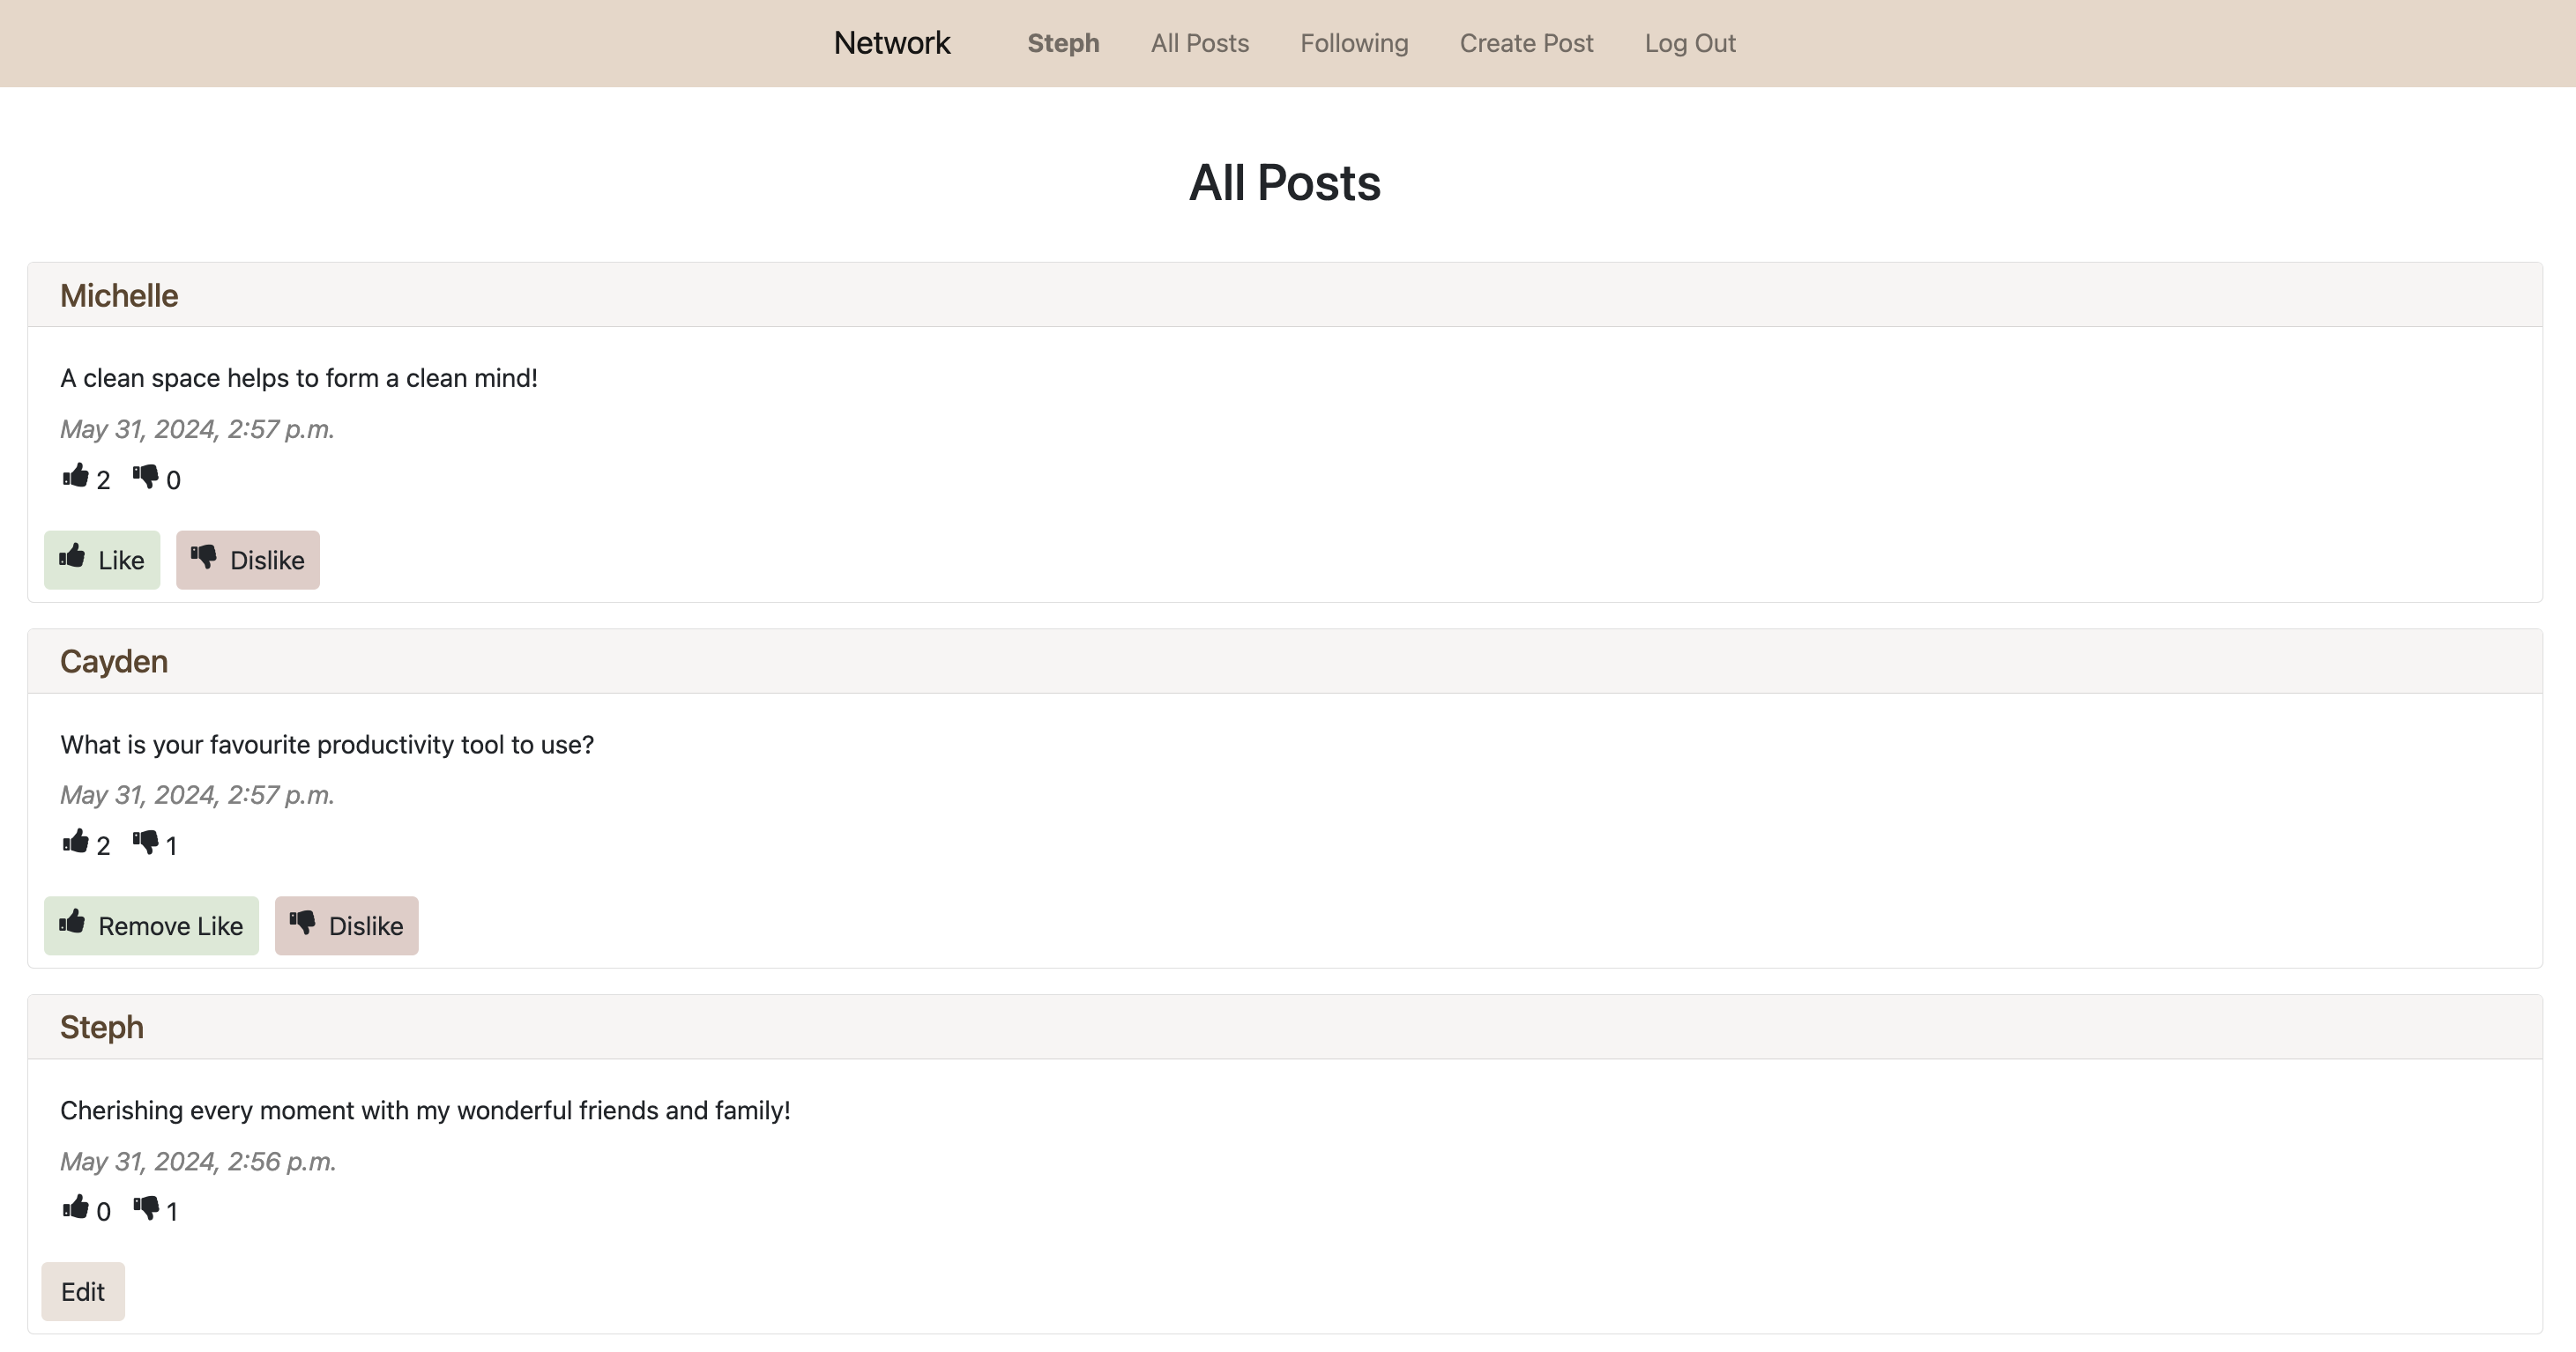 Network Steph All Posts Following Create Post Log Out
All Posts
Michelle
A clean space helps to form a clean mind!
May 31, 2024, 2:57 p.m.
2 0
Like Dislike
Cayden
What is your favourite productivity tool to use?
May 31, 2024, 2:57 p.m.
2 1
Remove Like Dislike
Steph
Cherishing every moment with my wonderful friends and family!
May 31, 2024, 2:56 p.m.
0 1
Edit